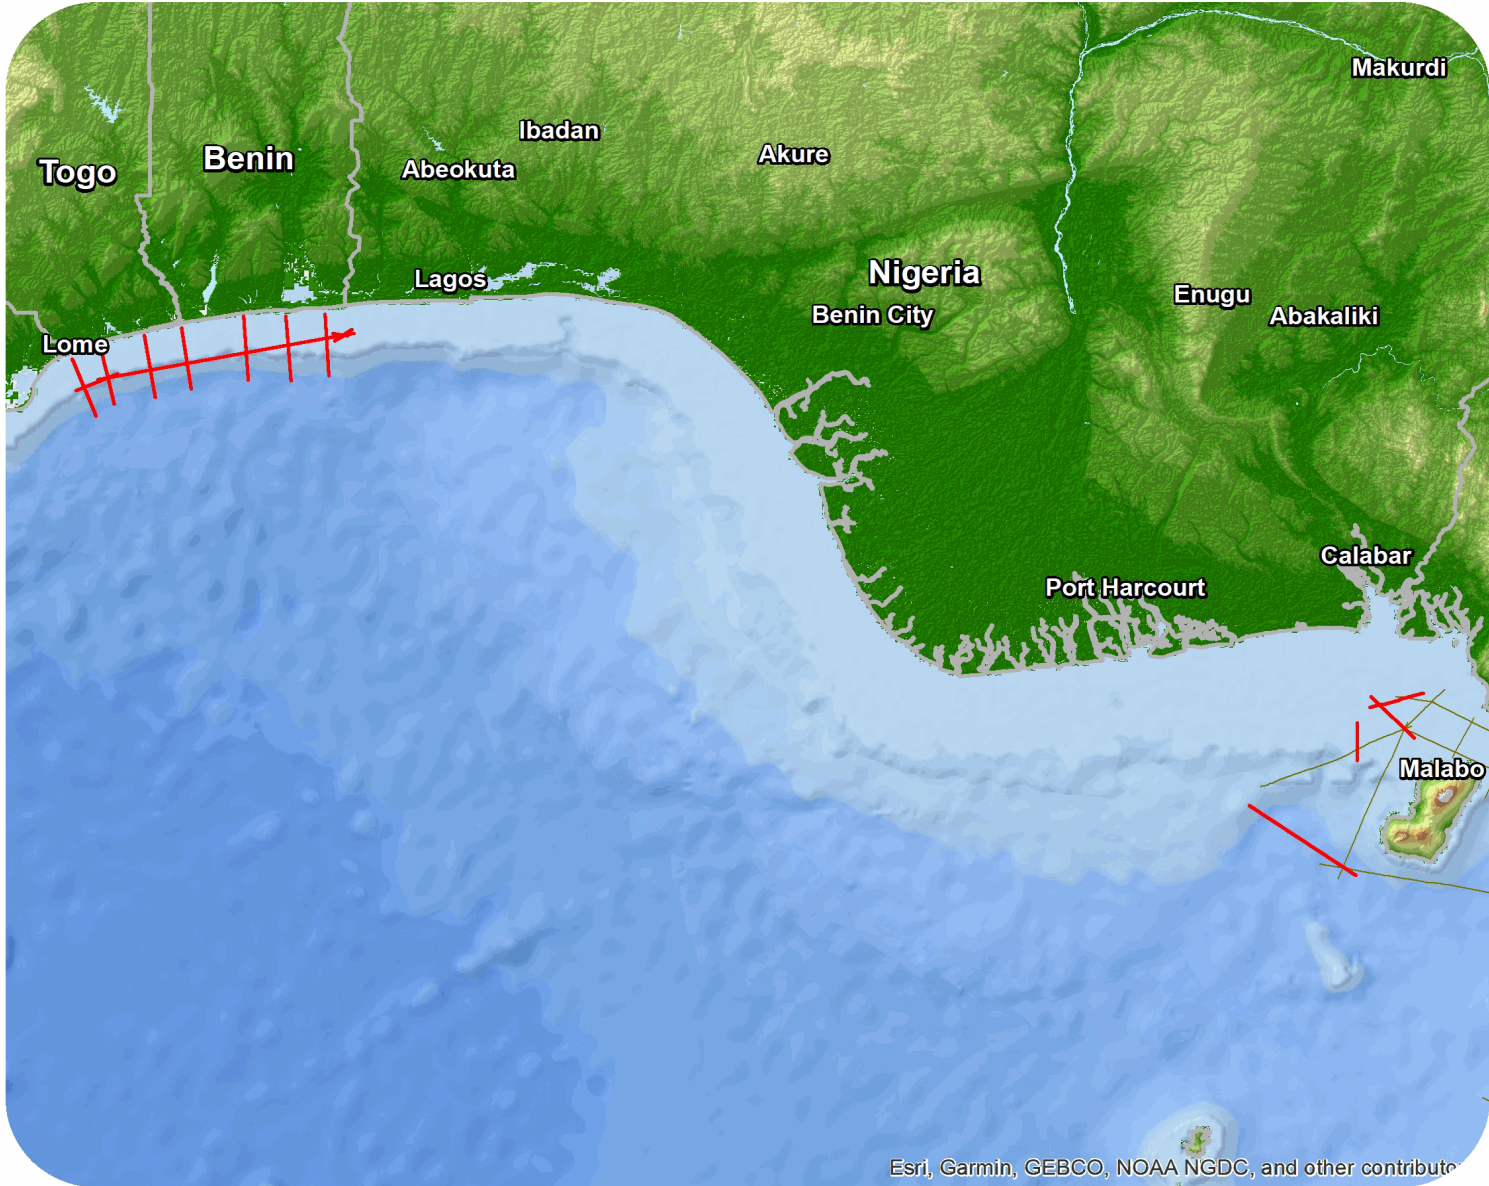 Makurdi
Ibadan
Akure
Benin
Togo
Abeokuta
Nigeria
Lagos
Enugu
Benin City
Abakaliki
Lome
Calabar
Port Harcourt
Malabo
Esri, Garmin, GEBCO, NOAA NGDC, and other contributo